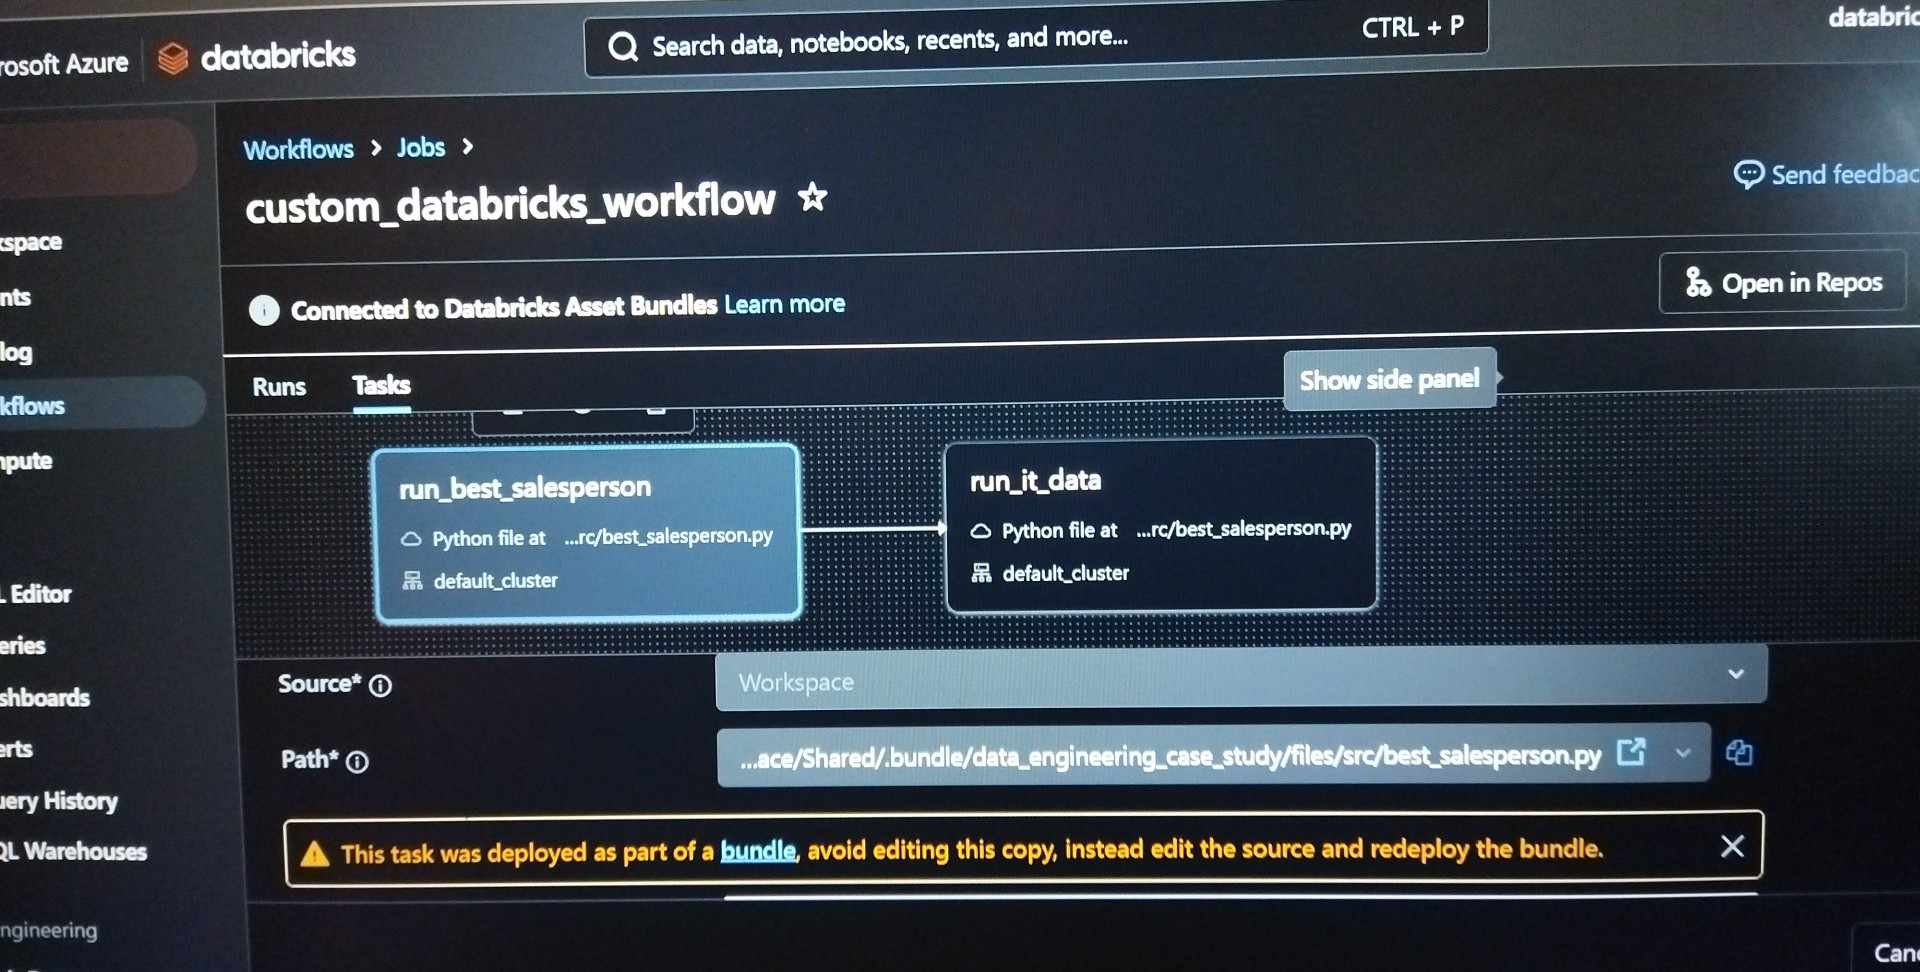 rosoft Azure
databricks
Search data, notebooks, recents, and more...
CTRL + P
databric
Workflows > Jobs >
custom_databricks_workflow
Send feedbac
Connected to Databricks Asset Bundles Learn more
Open in Repos
Runs
Tasks
Show side panel
run_best_salesperson
Python file at ...rc/best_salesperson.py
default_cluster
run_it_data
Python file at ...rc/best_salesperson.py
default_cluster
Source*
Workspace
Path*
...ace/Shared/.bundle/data_engineering_case_study/files/src/best_salesperson.py
This task was deployed as part of a bundle, avoid editing this copy, instead edit the source and redeploy the bundle.
Canc
kspace
nts
log
kflows
mpute
L Editor
eries
shboards
erts
uery History
QL Warehouses
ngineering